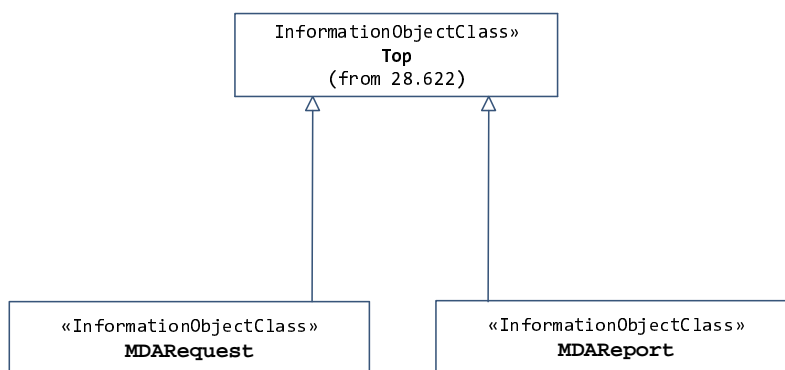 InformationObjectClass»
Top
(from 28.622)
«InformationObjectClass»
MDARequest
«InformationObjectClass»
MDAReport